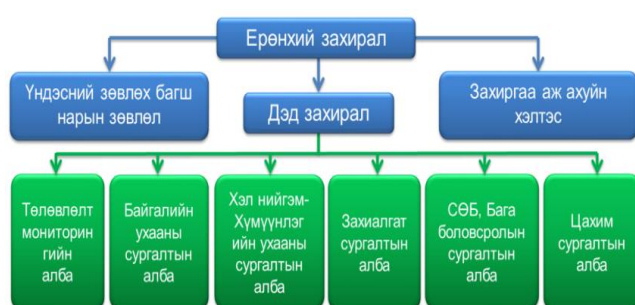 Ерөнхий захирал
Үндэсний зөвлөх багш
нарын зөвлөл
Дэд захирал
Захиргаа аж ахуйн
хэлтэс
Төлөвлөлт
мониторин
гийн
алба
Байгалийн
ухааны
сургалтын
алба
Хэл нийгэм-
Хүмүүнлэг
ийн ухааны
сургалтын
алба
Захиалгат
сургалтын
алба
СӨБ, Бага
боловсролын
сургалтын
алба
Цахим
сургалтын
алба